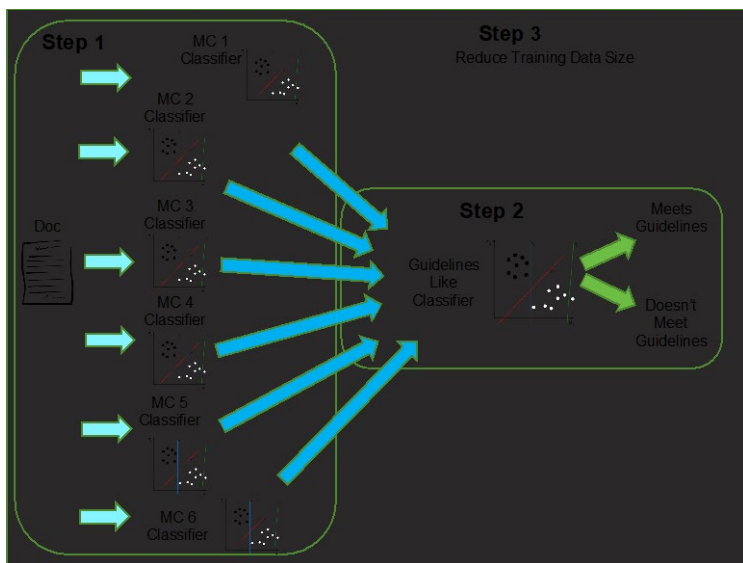 Step 1
MC 1
Classifier
MC 2
Classifier
MC 3
Classifier
MC 4
Classifier
MC 5
Classifier
MC 6
Classifier
Doc
Step 3
Reduce Training Data Size
Step 2
Guidelines
Like
Classifier
Meets
Guidelines
Doesn't
Meet
Guidelines